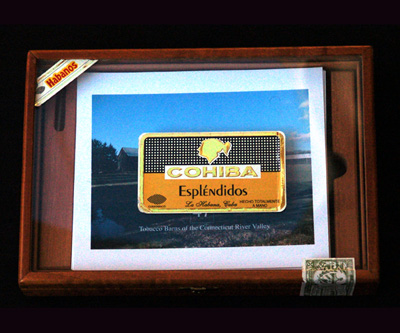 Habanos
COHIBA
Espléndidos
La Habana, Cuba
HECHO TOTALMENTE
A MANO
Tobacco Barns of the Connecticut River Valley